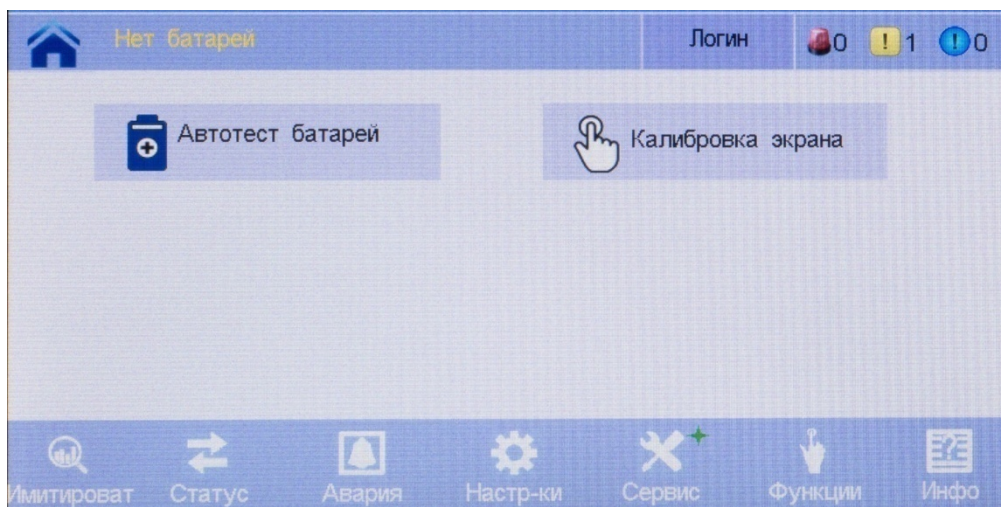 Нет батарей Логин 0 ! 1 ! 0
Автотест батарей Калибровка экрана
Имитироват Статус Авария Настр-ки Сервис Функции Инфо